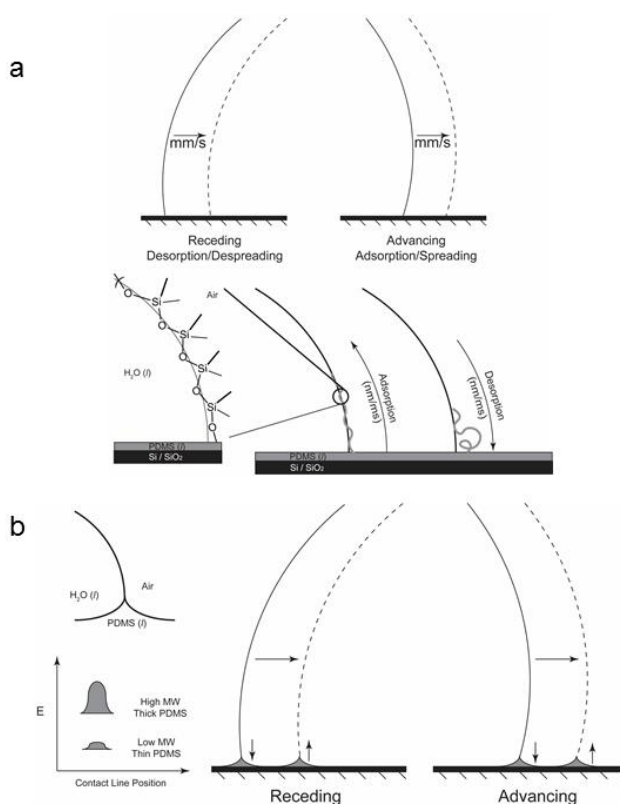 a
mm/s
mm/s
Receding
Desorption/Despreading
Advancing
Adsorption/Spreading
Air
Si
O
Si
O
Si
O
Si
O
H₂O (l)
Adsorption
(nm/ms)
Desorption
(nm/ms)
PDMS (l)
Si / SiO₂
PDMS (l)
Si / SiO₂
b
H₂O (l)
Air
PDMS (l)
E
High MW
Thick PDMS
Low MW
Thin PDMS
Contact Line Position
Receding
Advancing